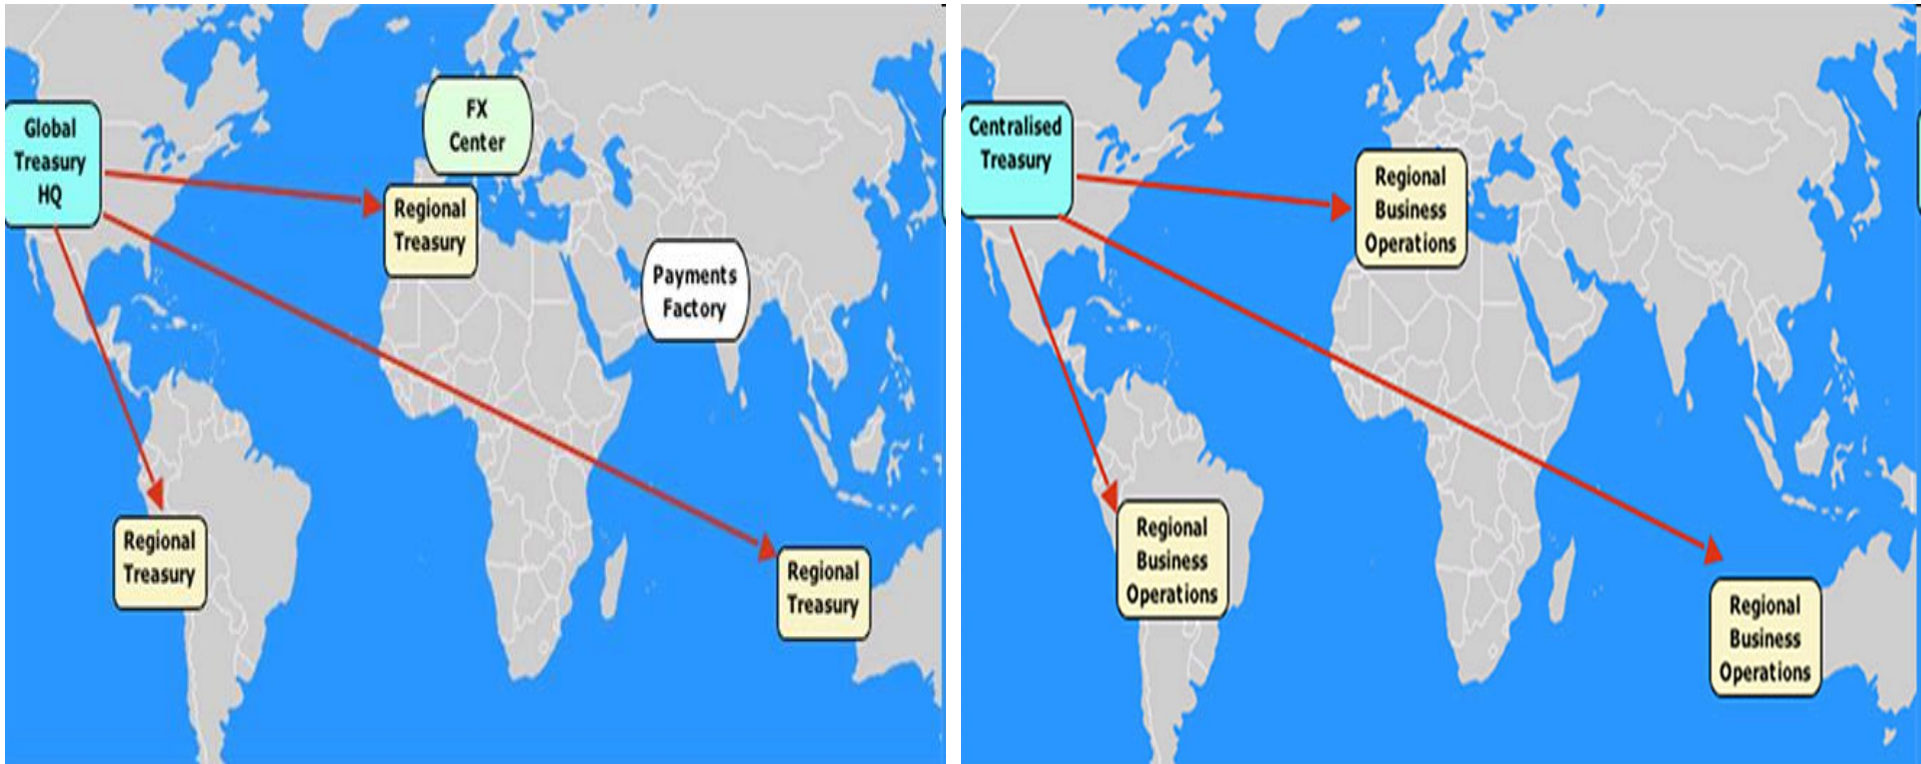 Global
Treasury
HQ
FX
Center
Regional
Treasury
Payments
Factory
Regional
Treasury
Regional
Treasury
Centralised
Treasury
Regional
Business
Operations
Regional
Business
Operations
Regional
Business
Operations